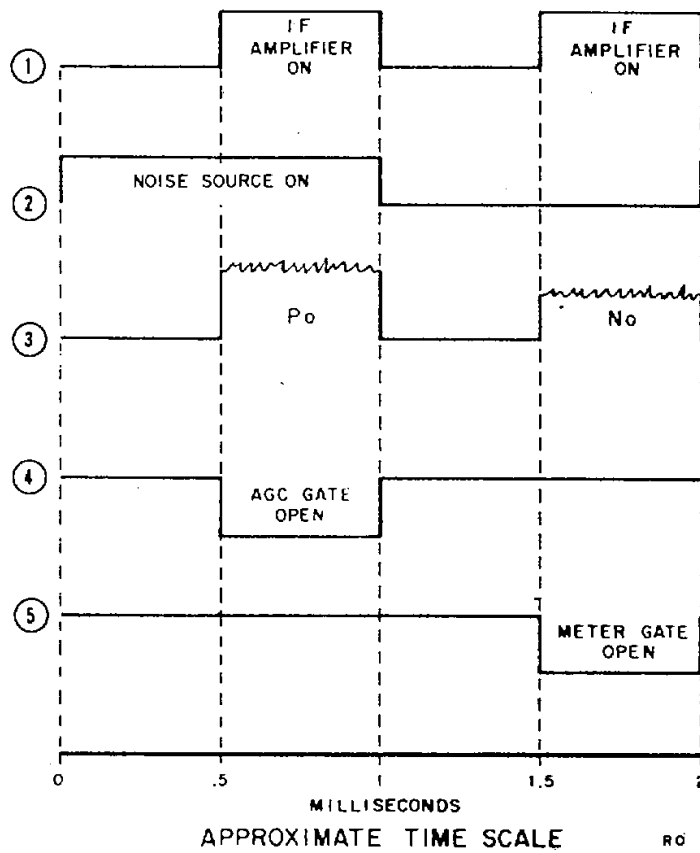 IF
AMPLIFIER
ON
IF
AMPLIFIER
ON
1
NOISE SOURCE ON
2
Po
No
3
4
AGC GATE
OPEN
5
METER GATE
OPEN
0 .5 1 1.5 2
MILLISECONDS
APPROXIMATE TIME SCALE
RO